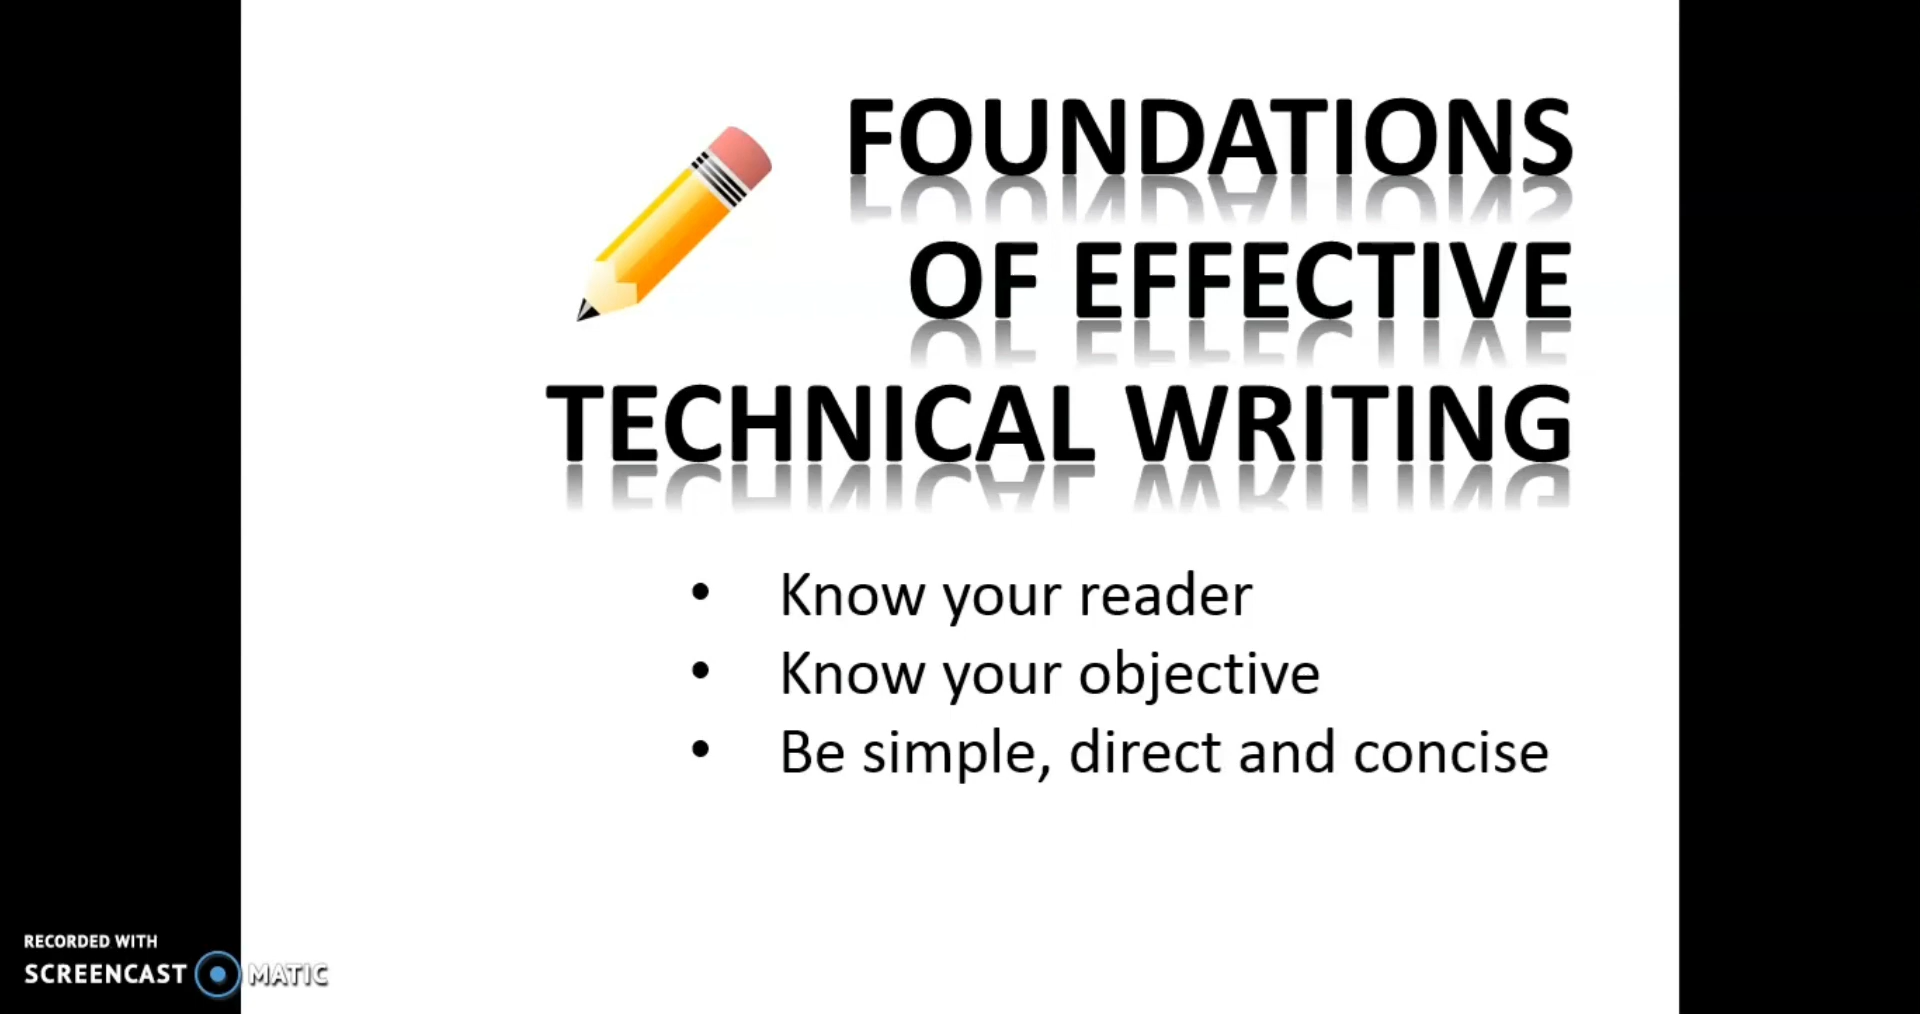 FOUNDATIONS
OF EFFECTIVE
TECHNICAL WRITING
• Know your reader
• Know your objective
• Be simple, direct and concise
RECORDED WITH
SCREENCAST MATIC